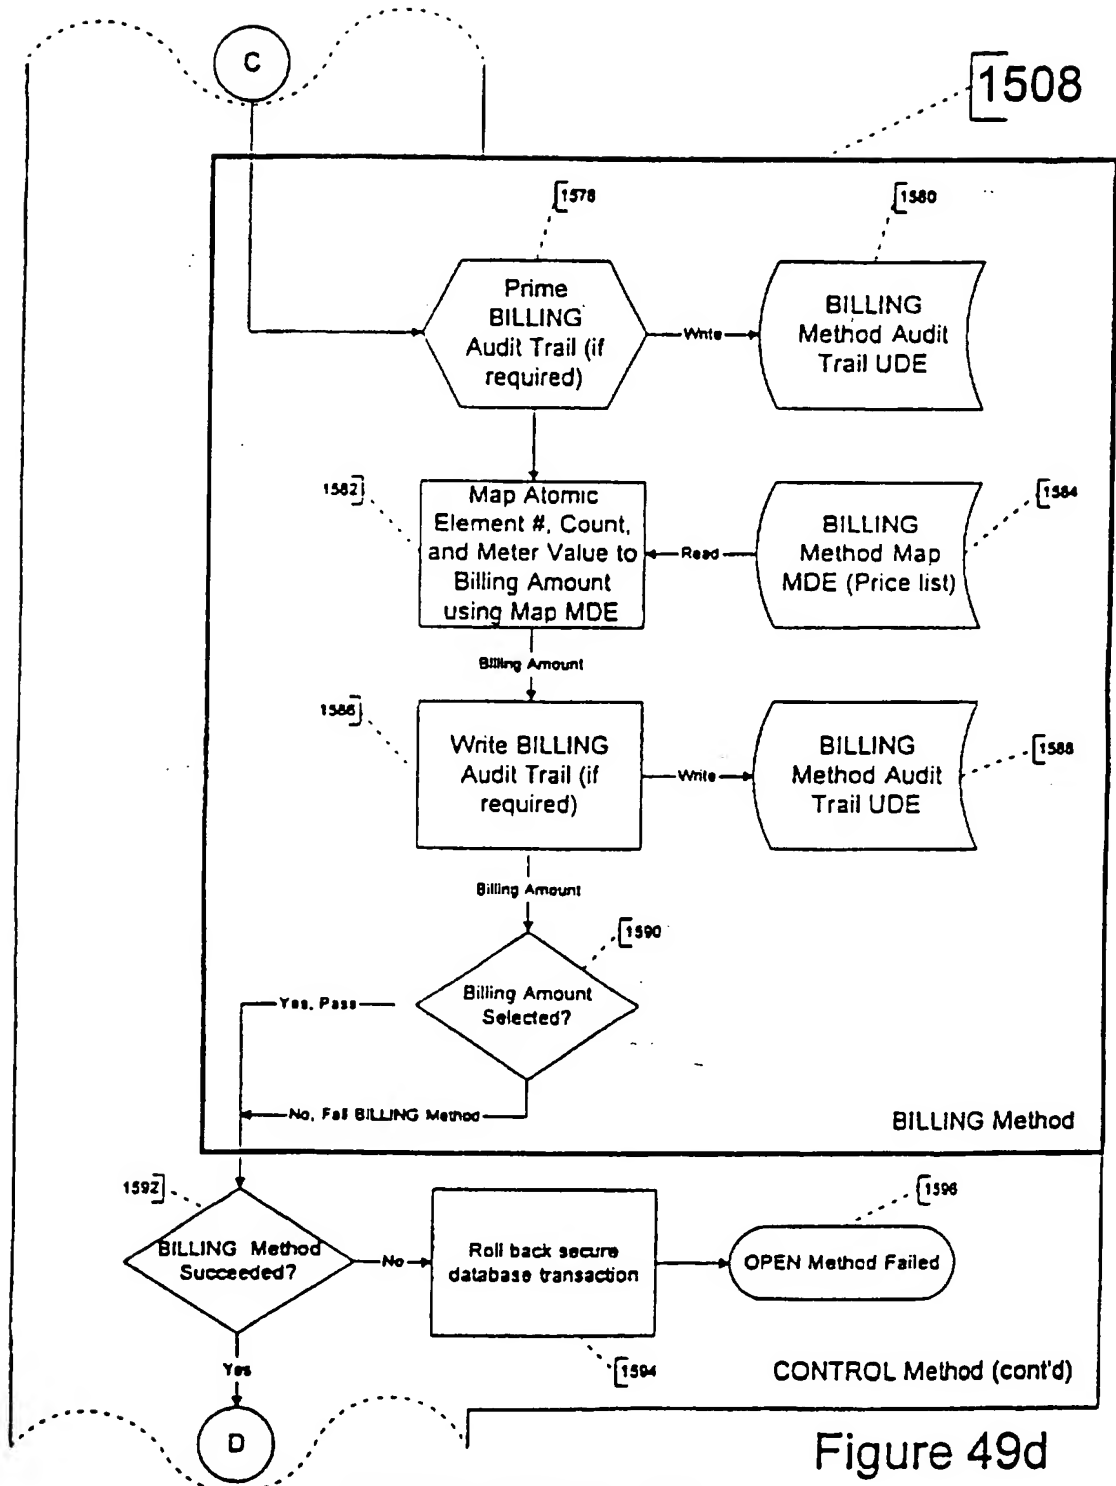 C
1508
1578
1580
Prime
BILLING
Audit Trail (if
required)
Write
BILLING
Method Audit
Trail UDE
1582
Map Atomic
Element #, Count,
and Meter Value to
Billing Amount
using Map MDE
Read
BILLING
Method Map
MDE (Price list)
1584
Billing Amount
1586
Write BILLING
Audit Trail (if
required)
Write
BILLING
Method Audit
Trail UDE
1588
Billing Amount
1590
Billing Amount
Selected?
Yes, Pass
No, Fail BILLING Method
BILLING Method
1592
BILLING Method
Succeeded?
No
Roll back secure
database transaction
1596
OPEN Method Failed
Yes
1594
CONTROL Method (cont'd)
D
Figure 49d